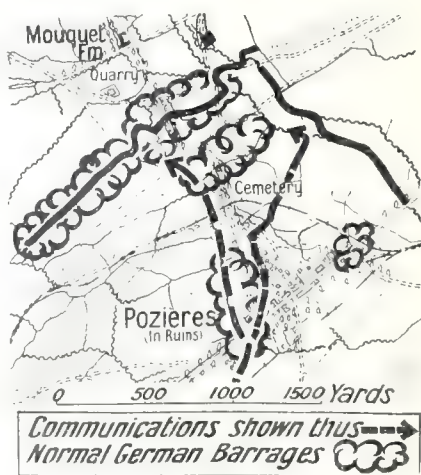 Mouquet
Fm
Quarry
Cemetery
Pozieres
(In Ruins)
0 500 1000 1500 Yards
Communications shown thus
Normal German Barrages